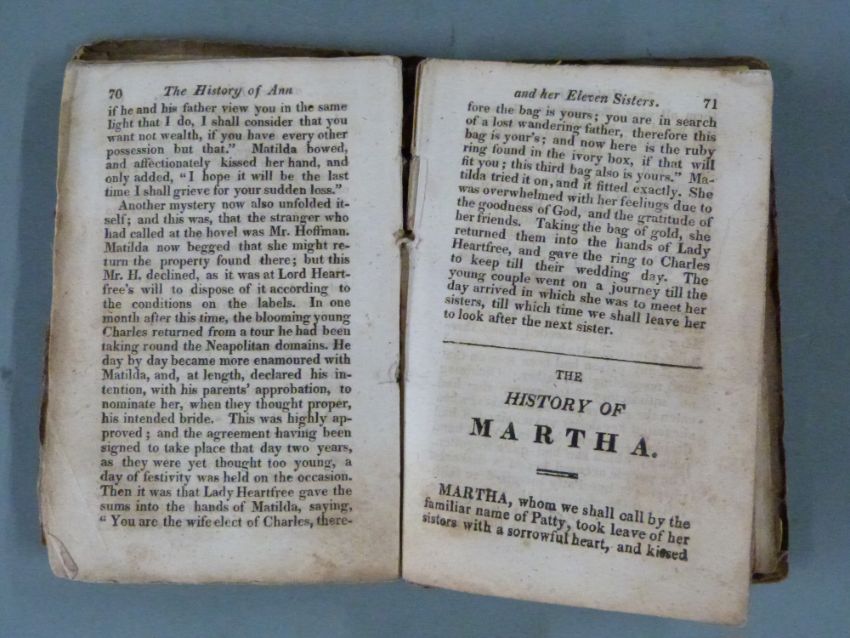 70 The History of Ann
if he and his father view you in the same
light that I do, I shall consider that you
want not wealth, if you have every other
possession but that." Matilda bowed,
and affectionately kissed her hand, and
only added, "I hope it will be the last
time I shall grieve for your sudden loss."
Another mystery now also unfolded it-
self; and this was, that the stranger who
had called at the hovel was Mr. Hoffman.
Matilda now begged that she might re-
turn the property found there; but this
Mr. H. declined, as it was at Lord Heart-
free's will to dispose of it according to
the conditions on the labels. In one
month after this time, the blooming young
Charles returned from a tour he had been
taking round the Neapolitan domains. He
day by day became more enamoured with
Matilda, and, at length, declared his in-
tention, with his parents' approbation, to
nominate her, when they thought proper,
his intended bride. This was highly ap-
proved; and the agreement having been
signed to take place that day two years,
as they were yet thought too young, a
day of festivity was held on the occasion.
Then it was that Lady Heartfree gave the
sums into the hands of Matilda, saying,
"You are the wife elect of Charles, there-
and her Eleven Sisters. 71
fore the bag is yours; you are in search
of a lost wandering father, therefore this
bag is your's; and now here is the ruby
ring found in the ivory box, if that will
fit you; this third bag also is yours." Ma-
tilda tried it on, and it fitted exactly. She
was overwhelmed with her feelings due to
the goodness of God, and the gratitude of
her friends. Taking the bag of gold, she
returned them into the hands of Lady
Heartfree, and gave the ring to Charles
to keep till their wedding day. The
young couple went on a journey till the
day arrived in which she was to meet her
sisters, till which time we shall leave her
to look after the next sister.
THE
HISTORY OF
MARTHA.
MARTHA, whom we shall call by the
familiar name of Patty, took leave of her
sisters with a sorrowful heart, and kissed